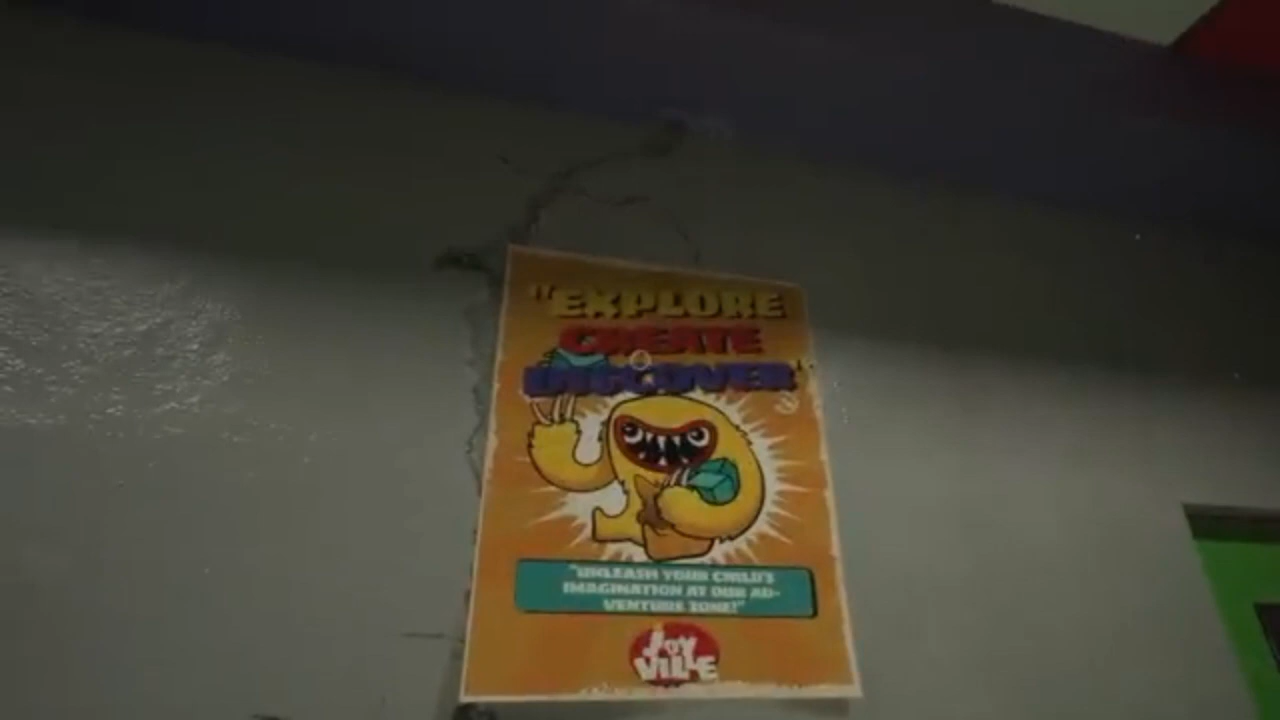 "EXPLORE
CREATE
DISCOVER"
"UNLEASH YOUR CHILD'S
IMAGINATION AT OUR AD-
VENTURE ZONE!"
JOY
VILLE